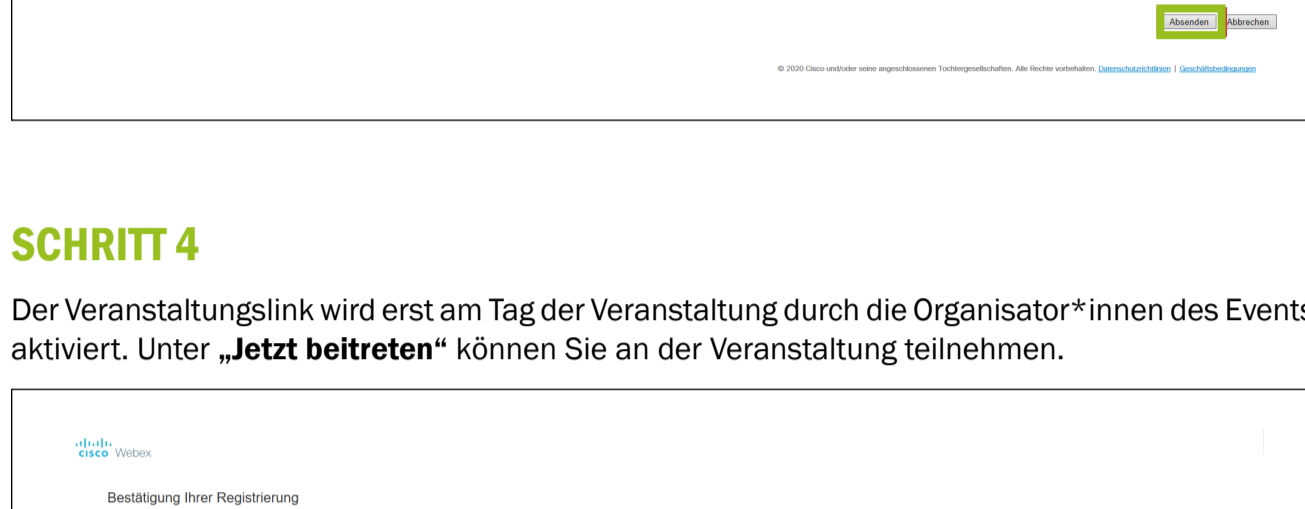 Absenden Abbrechen
© 2020 Cisco und/oder seine angeschlossenen Tochtergesellschaften. Alle Rechte vorbehalten. Datenschutzrichtlinien | Geschäftsbedingungen
SCHRITT 4
Der Veranstaltungslink wird erst am Tag der Veranstaltung durch die Organisator*innen des Events
aktiviert. Unter „Jetzt beitreten“ können Sie an der Veranstaltung teilnehmen.
CISCO Webex
Bestätigung Ihrer Registrierung